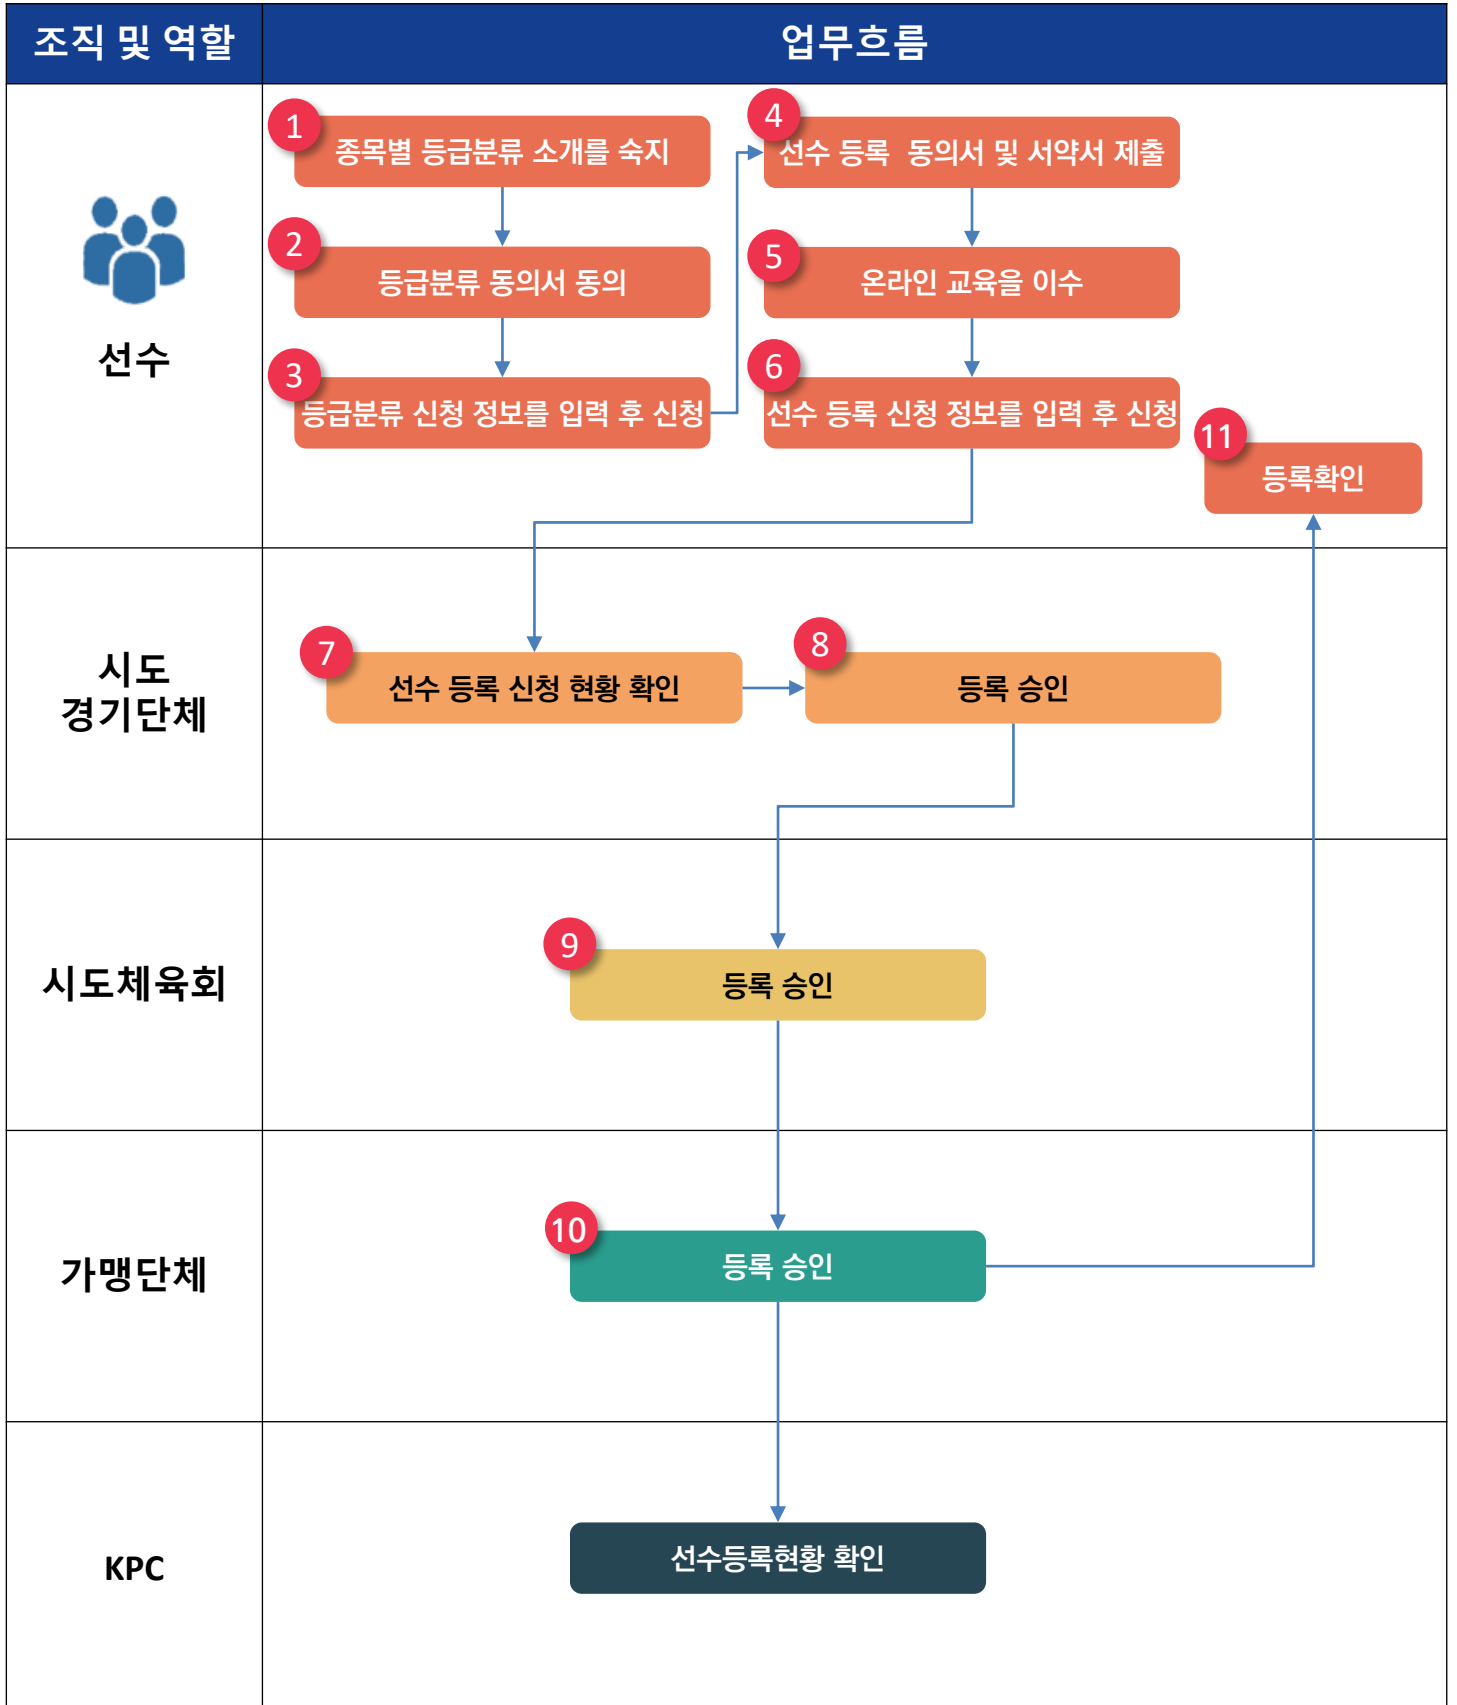 조직 및 역할
업무흐름
선수
1
종목별 등급분류 소개를 숙지
2
등급분류 동의서 동의
3
등급분류 신청 정보를 입력 후 신청
4
선수 등록  동의서 및 서약서 제출
5
온라인 교육을 이수
6
선수 등록 신청 정보를 입력 후 신청
11
등록확인
시도
경기단체
7
선수 등록 신청 현황 확인
8
등록 승인
시도체육회
9
등록 승인
가맹단체
10
등록 승인
KPC
선수등록현황 확인